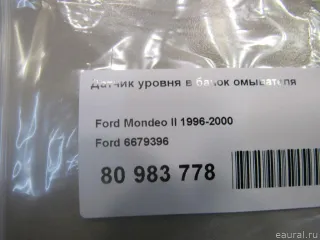 Датчик уровня в бачок омывателя
Ford Mondeo II 1996-2000
Ford 6679396
80 983 778
eaural.ru